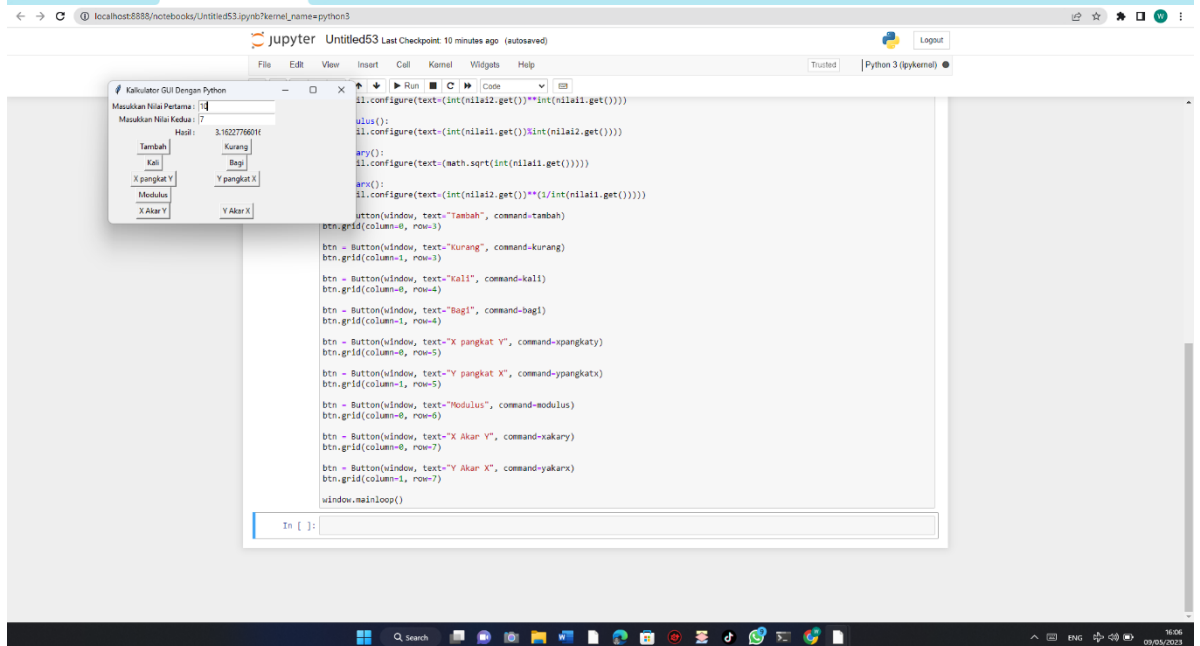 localhost:8888/notebooks/Untitled53.ipynb?kernel_name=python3
jupyter Untitled53 Last Checkpoint: 10 minutes ago (autosaved)
Logout
File Edit View Insert Cell Kernel Widgets Help
Trusted
Python 3 (ipykernel)
Run
Code
Kalkulator GUI Dengan Python
Masukkan Nilai Pertama : 10
Masukkan Nilai Kedua : 7
Hasil : 3.16227766016
Tambah Kurang
Kali Bagi
X pangkat Y Y pangkat X
Modulus
X Akar Y Y Akar X
il.configure(text=(int(nilai2.get())**int(nilai1.get())))
ulus():
il.configure(text=(int(nilai1.get())%int(nilai2.get())))
ary():
il.configure(text=(math.sqrt(int(nilai1.get()))))
arx():
il.configure(text=(int(nilai2.get())**(1/int(nilai1.get()))))
utton(window, text="Tambah", command=tambah)
btn.grid(column=0, row=3)
btn = Button(window, text="Kurang", command=kurang)
btn.grid(column=1, row=3)
btn = Button(window, text="Kali", command=kali)
btn.grid(column=0, row=4)
btn = Button(window, text="Bagi", command=bagi)
btn.grid(column=1, row=4)
btn = Button(window, text="X pangkat Y", command=xpangkaty)
btn.grid(column=0, row=5)
btn = Button(window, text="Y pangkat X", command=ypangkatx)
btn.grid(column=1, row=5)
btn = Button(window, text="Modulus", command=modulus)
btn.grid(column=0, row=6)
btn = Button(window, text="X Akar Y", command=xakary)
btn.grid(column=0, row=7)
btn = Button(window, text="Y Akar X", command=yakarx)
btn.grid(column=1, row=7)
window.mainloop()
In [ ]:
Search
ENG
16:06
09/05/2023